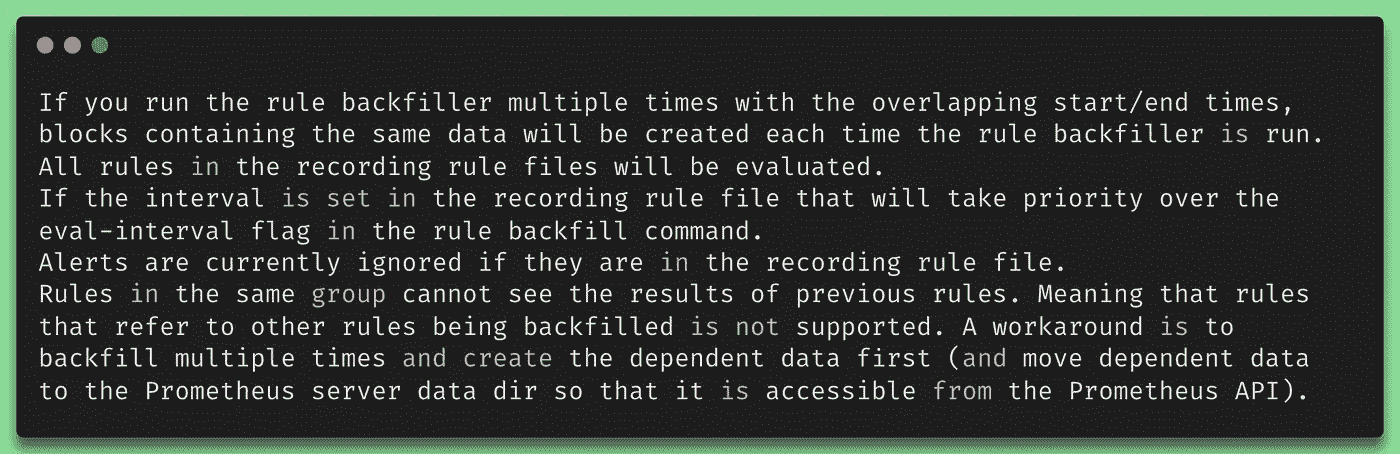 If you run the rule backfiller multiple times with the overlapping start/end times,
blocks containing the same data will be created each time the rule backfiller is run.
All rules in the recording rule files will be evaluated.
If the interval is set in the recording rule file that will take priority over the
eval-interval flag in the rule backfill command.
Alerts are currently ignored if they are in the recording rule file.
Rules in the same group cannot see the results of previous rules. Meaning that rules
that refer to other rules being backfilled is not supported. A workaround is to
backfill multiple times and create the dependent data first (and move dependent data
to the Prometheus server data dir so that it is accessible from the Prometheus API).